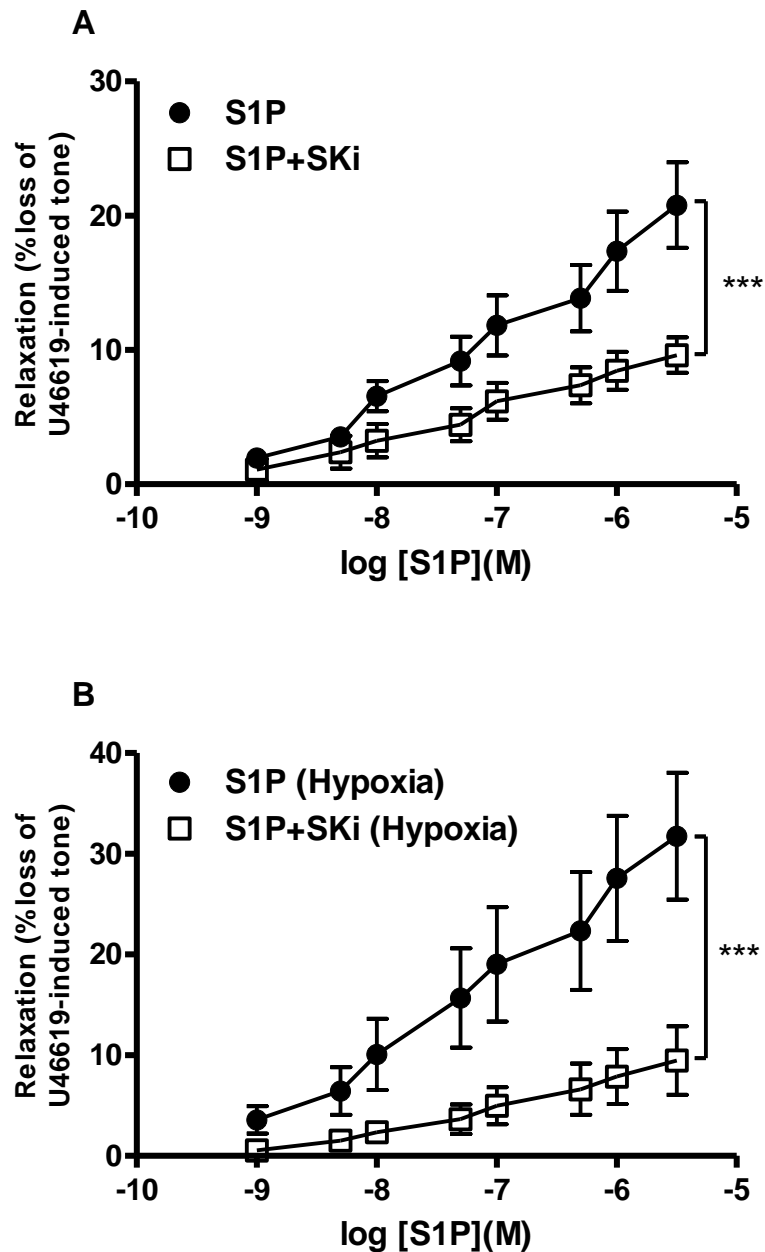 A
30
20
10
0
Relaxation (%loss of
U46619-induced tone)
S1P
S1P+SKi
***
-10 -9 -8 -7 -6 -5
log [S1P](M)
B
40
30
20
10
0
Relaxation (%loss of
U46619-induced tone)
S1P (Hypoxia)
S1P+SKi (Hypoxia)
***
-10 -9 -8 -7 -6 -5
log [S1P](M)